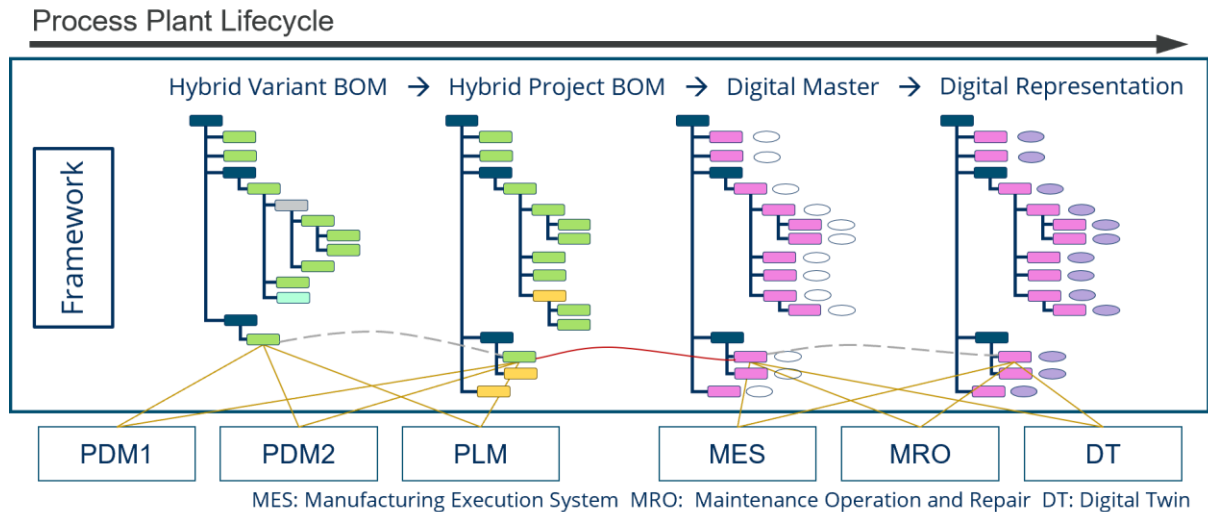 Process Plant Lifecycle
Hybrid Variant BOM → Hybrid Project BOM → Digital Master → Digital Representation
Framework
PDM1 PDM2 PLM MES MRO DT
MES: Manufacturing Execution System MRO: Maintenance Operation and Repair DT: Digital Twin